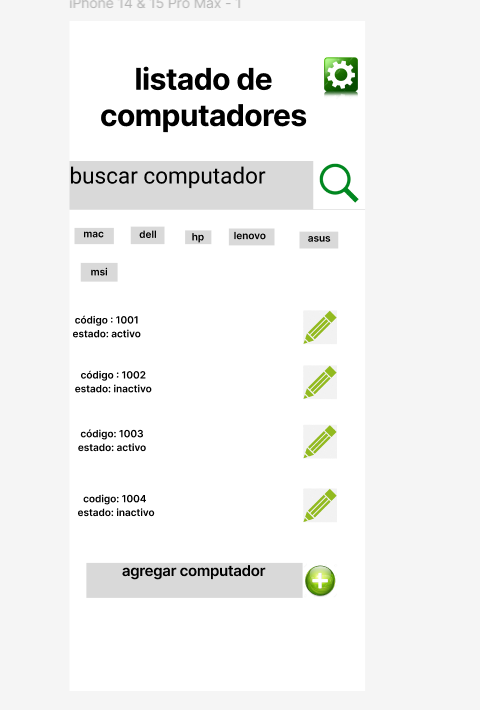 iPhone 14 & 15 Pro Max - 1
listado de
computadores
buscar computador
mac
dell
hp
lenovo
asus
msi
código : 1001
estado: activo
código : 1002
estado: inactivo
código: 1003
estado: activo
codigo: 1004
estado: inactivo
agregar computador